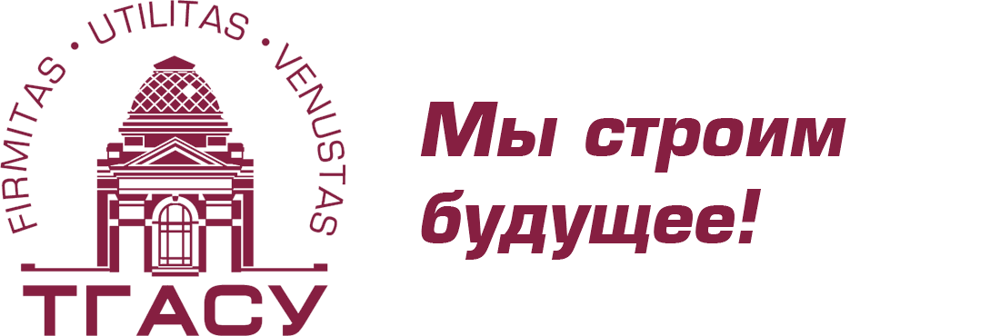 FIRMITAS • UTILITAS • VENUSTAS
ТГАСУ
Мы строим
будущее!